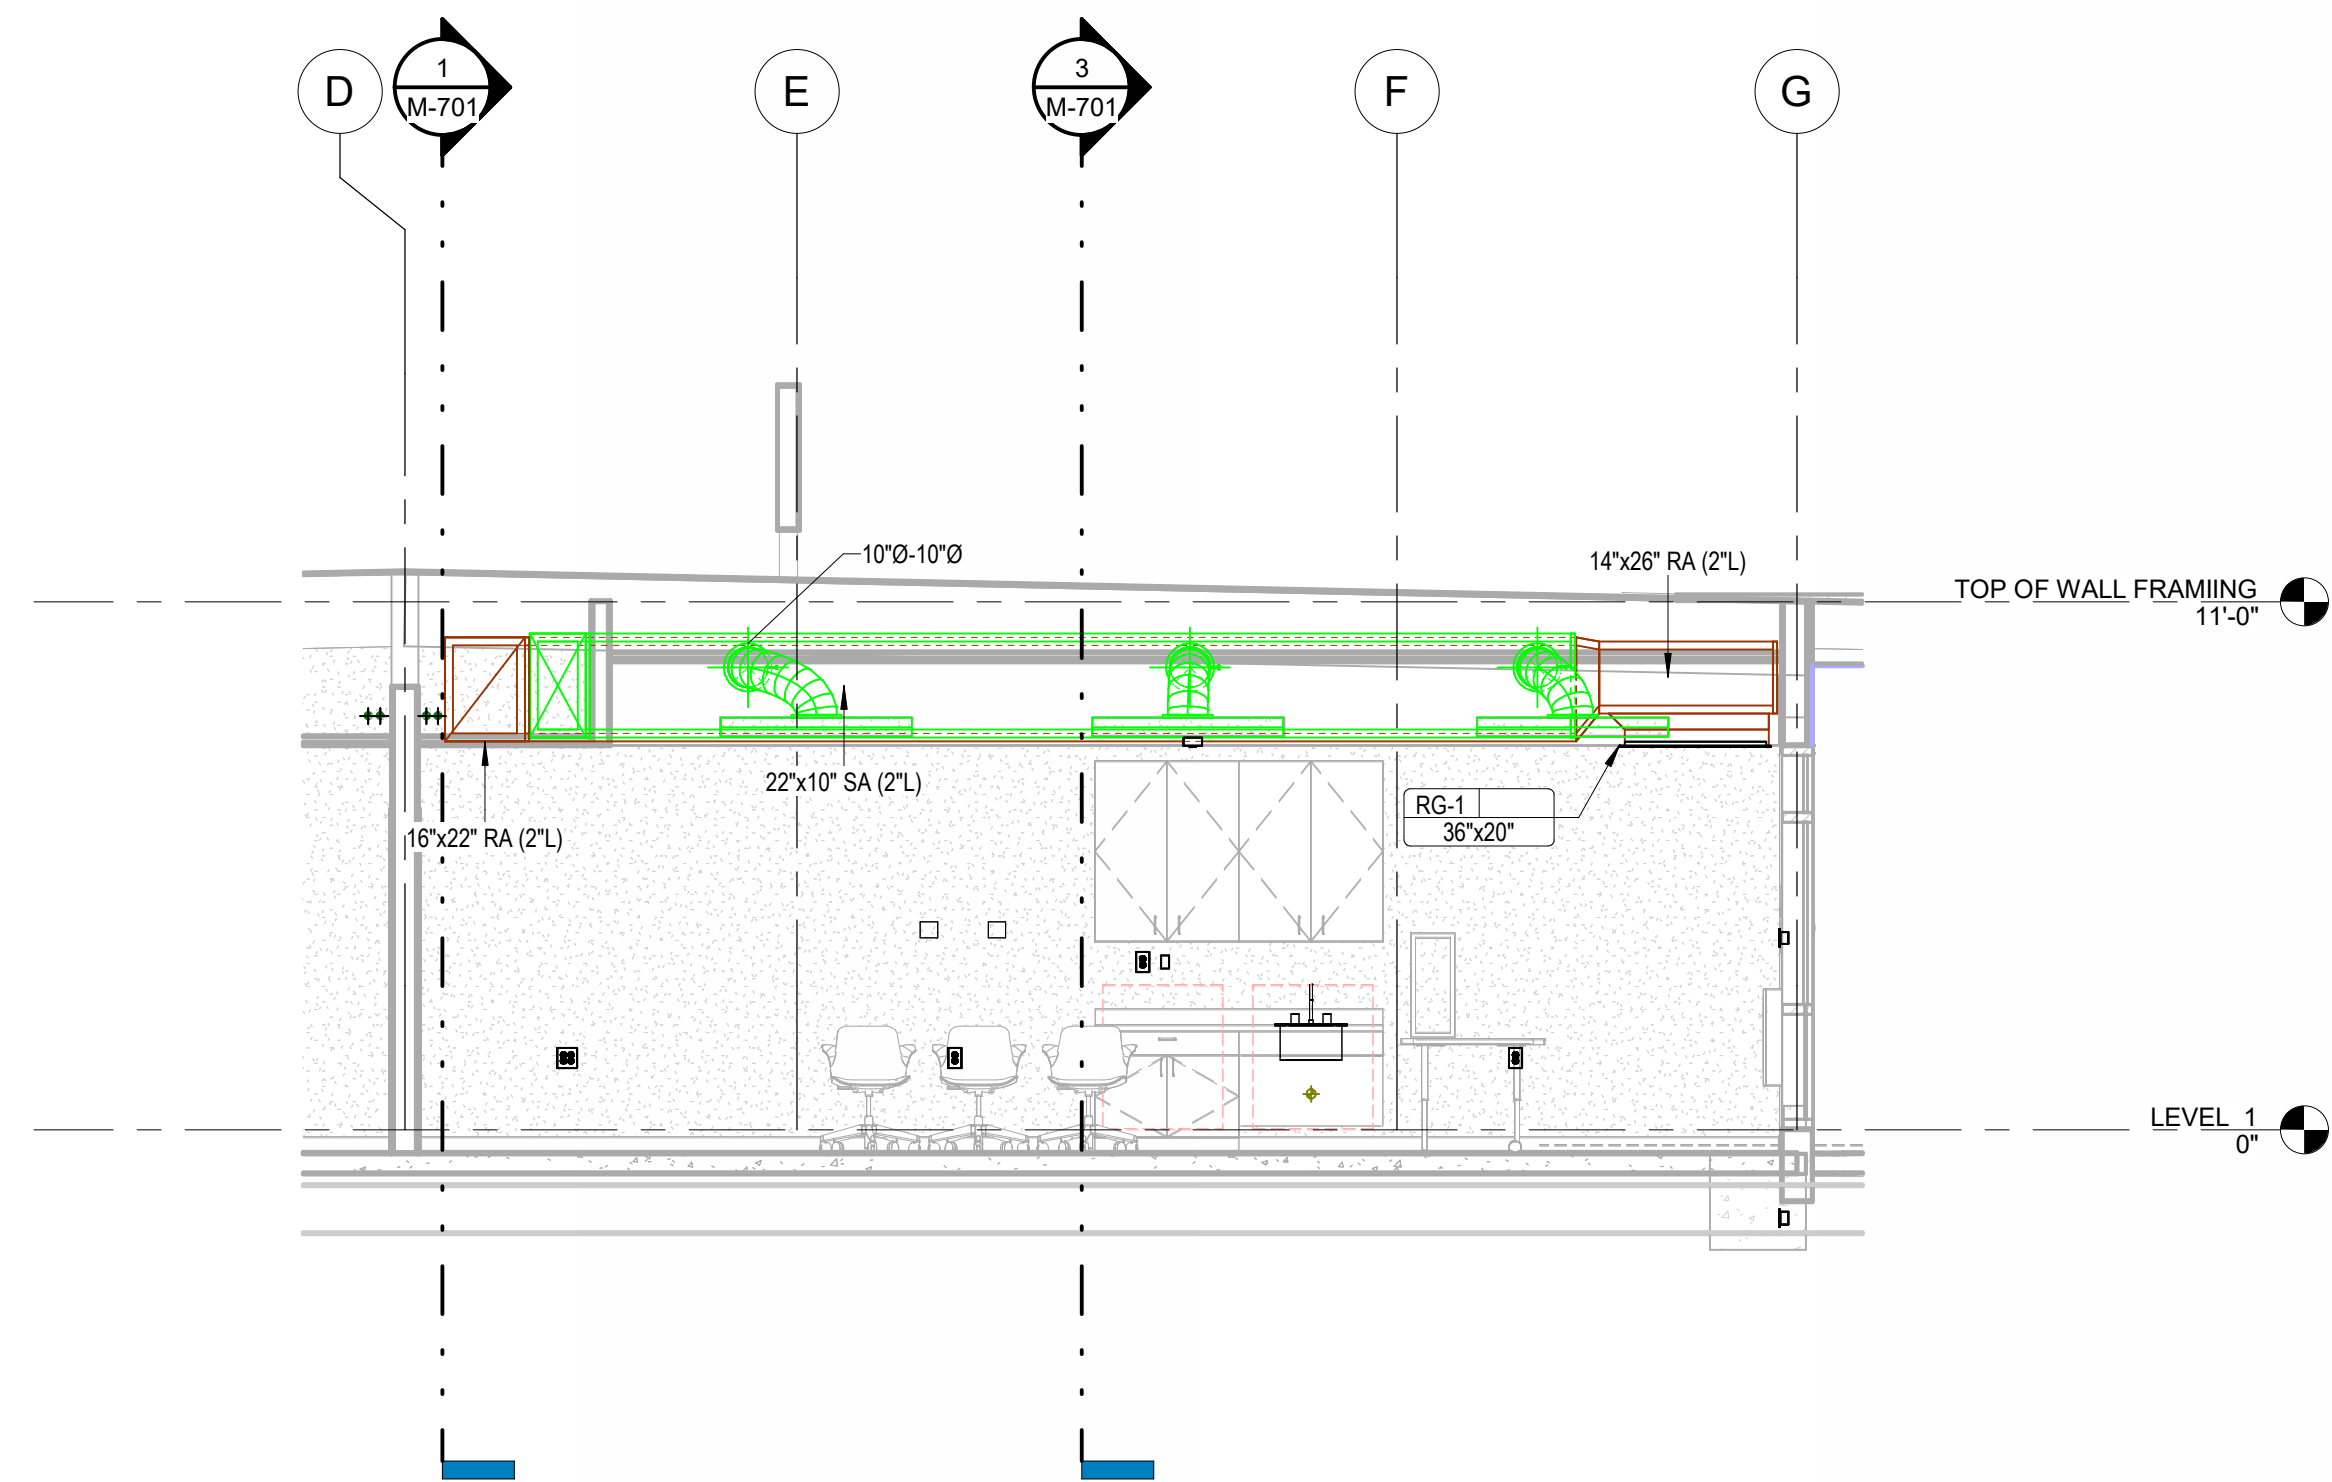 D
1
M-701
E
3
M-701
F
G
10"Ø-10"Ø
14"x26" RA (2"L)
TOP OF WALL FRAMIING
11'-0"
22"x10" SA (2"L)
16"x22" RA (2"L)
RG-1
36"x20"
LEVEL 1
0"